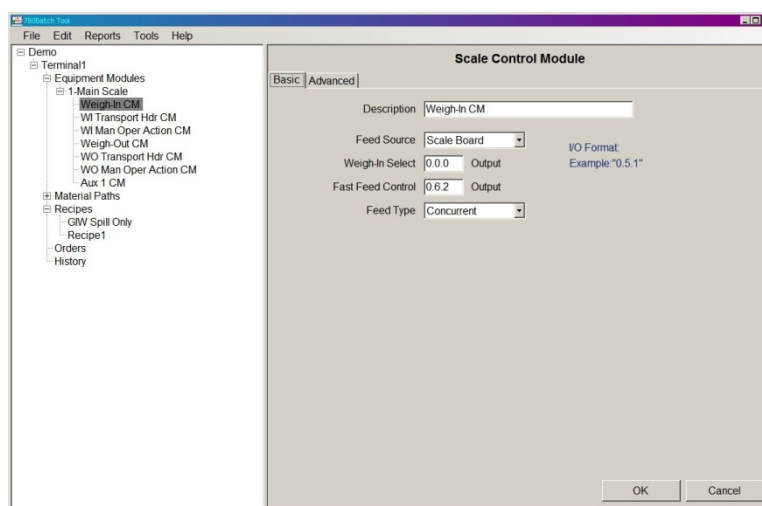 780Batch Tool
File Edit Reports Tools Help
Demo
Terminal1
Equipment Modules
1-Main Scale
Weigh-In CM
WI Transport Hdr CM
WI Man Oper Action CM
Weigh-Out CM
WO Transport Hdr CM
WO Man Oper Action CM
Aux 1 CM
Material Paths
Recipes
GIW Spill Only
Recipe1
Orders
History
Scale Control Module
Basic Advanced
Description Weigh-In CM
Feed Source Scale Board
I/O Format:
Weigh-In Select 0.0.0 Output
Example:"0.5.1"
Fast Feed Control 0.6.2 Output
Feed Type Concurrent
OK Cancel